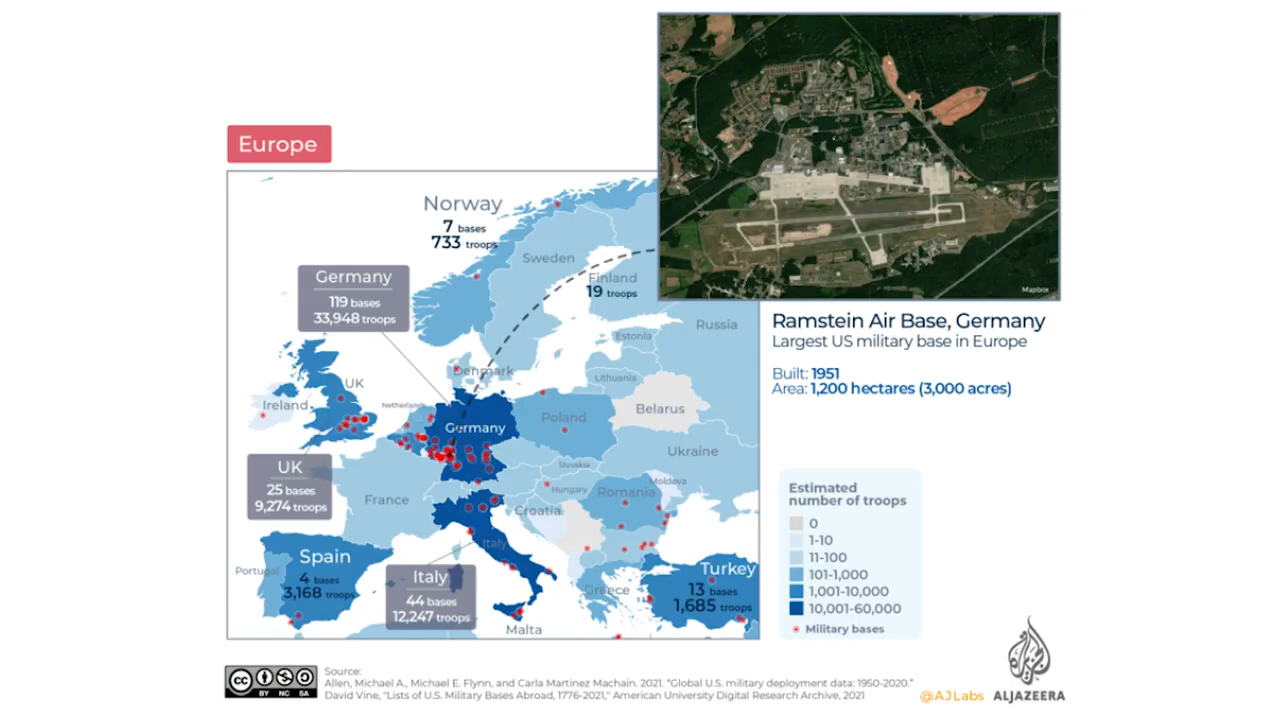 Europe
Norway
7 bases
733 troops
Sweden
Finland
19 troops
Russia
Germany
119 bases
33,948 troops
Estonia
Denmark
Lithuania
UK
Ireland
Netherlands
Belarus
Poland
Germany
Ukraine
UK
25 bases
9,274 troops
Slovakia
Moldova
Hungary
Romania
France
Croatia
Italy
Spain
4 bases
3,168 troops
Portugal
Italy
44 bases
12,247 troops
Greece
Turkey
13 bases
1,685 troops
Malta
Mapbox
Ramstein Air Base, Germany
Largest US military base in Europe
Built: 1951
Area: 1,200 hectares (3,000 acres)
Estimated
number of troops
0
1-10
11-100
101-1,000
1,001-10,000
10,001-60,000
Military bases
cc BY NC SA
Source:
Allen, Michael A., Michael E. Flynn, and Carla Martinez Machain. 2021. "Global U.S. military deployment data: 1950-2020."
David Vine, "Lists of U.S. Military Bases Abroad, 1776-2021," American University Digital Research Archive, 2021
@AJLabs
ALJAZEERA